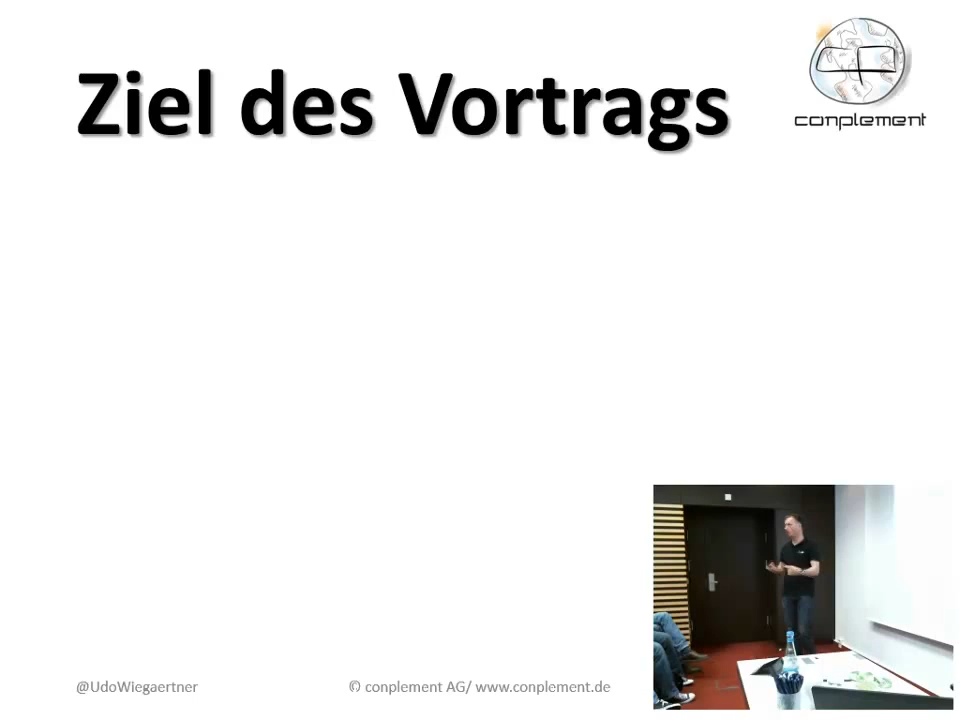 Ziel des Vortrags
conplement
@UdoWiegaertner
© conplement AG/ www.conplement.de